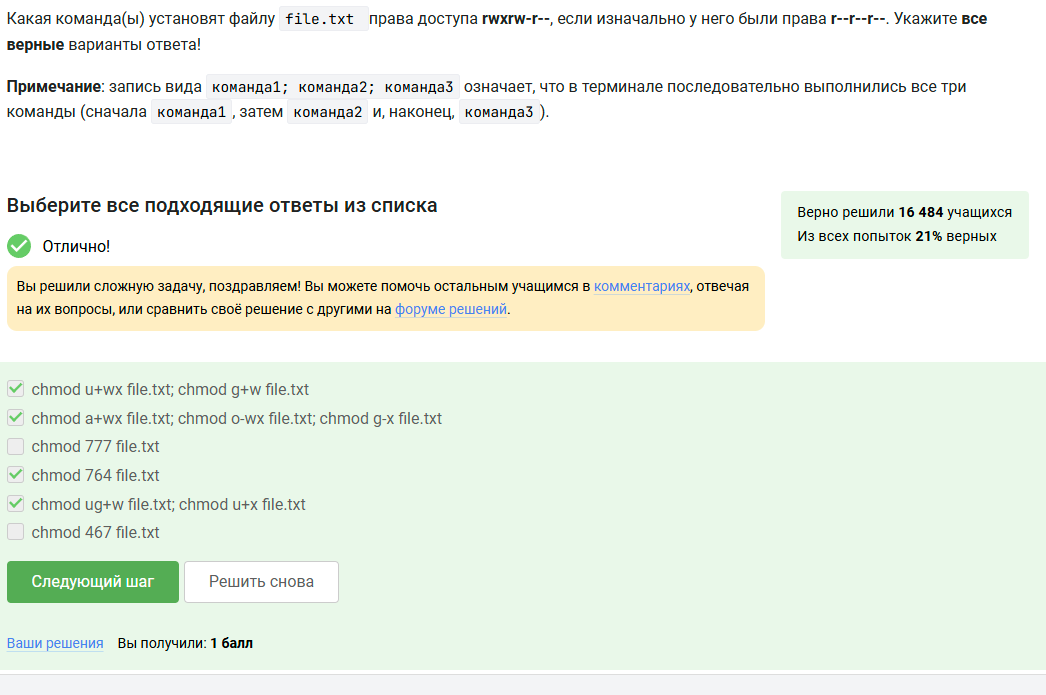 Какая команда(ы) установят файлу file.txt права доступа rwxrw-r--, если изначально у него были права r--r--r--. Укажите все
верные варианты ответа!
Примечание: запись вида команда1; команда2; команда3 означает, что в терминале последовательно выполнились все три
команды (сначала команда1, затем команда2 и, наконец, команда3).
Выберите все подходящие ответы из списка
Верно решили 16 484 учащихся
Из всех попыток 21% верных
Отлично!
Вы решили сложную задачу, поздравляем! Вы можете помочь остальным учащимся в комментариях, отвечая
на их вопросы, или сравнить своё решение с другими на форуме решений.
chmod u+wx file.txt; chmod g+w file.txt
chmod a+wx file.txt; chmod o-wx file.txt; chmod g-x file.txt
chmod 777 file.txt
chmod 764 file.txt
chmod ug+w file.txt; chmod u+x file.txt
chmod 467 file.txt
Следующий шаг
Решить снова
Ваши решения Вы получили: 1 балл